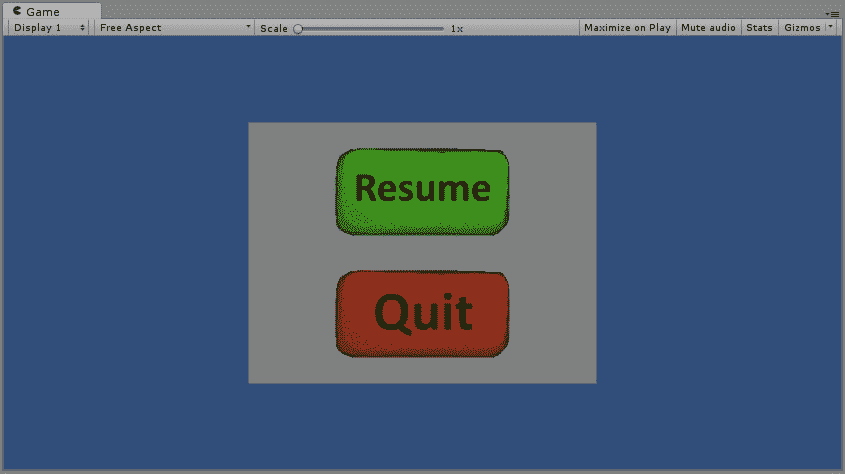 Game
Display 1 Free Aspect Scale 1x Maximize on Play Mute audio Stats Gizmos
Resume
Quit